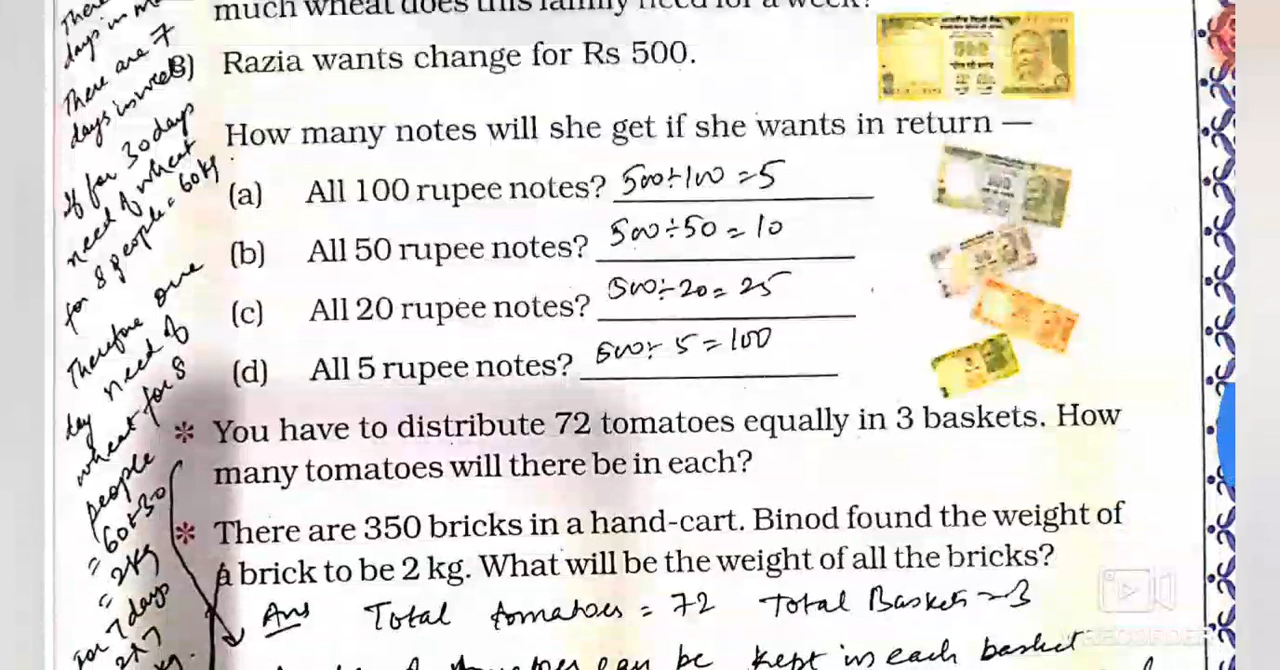 much wheat does this family need for a week?
There
days in m
There are 7
days in week
If for 30 days
need of wheat
for 8 people = 60 kg
Therefore one
day need of
wheat for 8
people
= 60÷30
= 2 kg
for 7 days
2×7
kg.
B) Razia wants change for Rs 500.
How many notes will she get if she wants in return —
(a) All 100 rupee notes? 500÷100 = 5
(b) All 50 rupee notes? 500÷50 = 10
(c) All 20 rupee notes? 500÷20 = 25
(d) All 5 rupee notes? 500÷ 5 = 100
* You have to distribute 72 tomatoes equally in 3 baskets. How
many tomatoes will there be in each?
* There are 350 bricks in a hand-cart. Binod found the weight of
a brick to be 2 kg. What will be the weight of all the bricks?
Ans Total tomatoes = 72 Total Baskets = 3
tomatoes can be kept in each basket
RECORDER